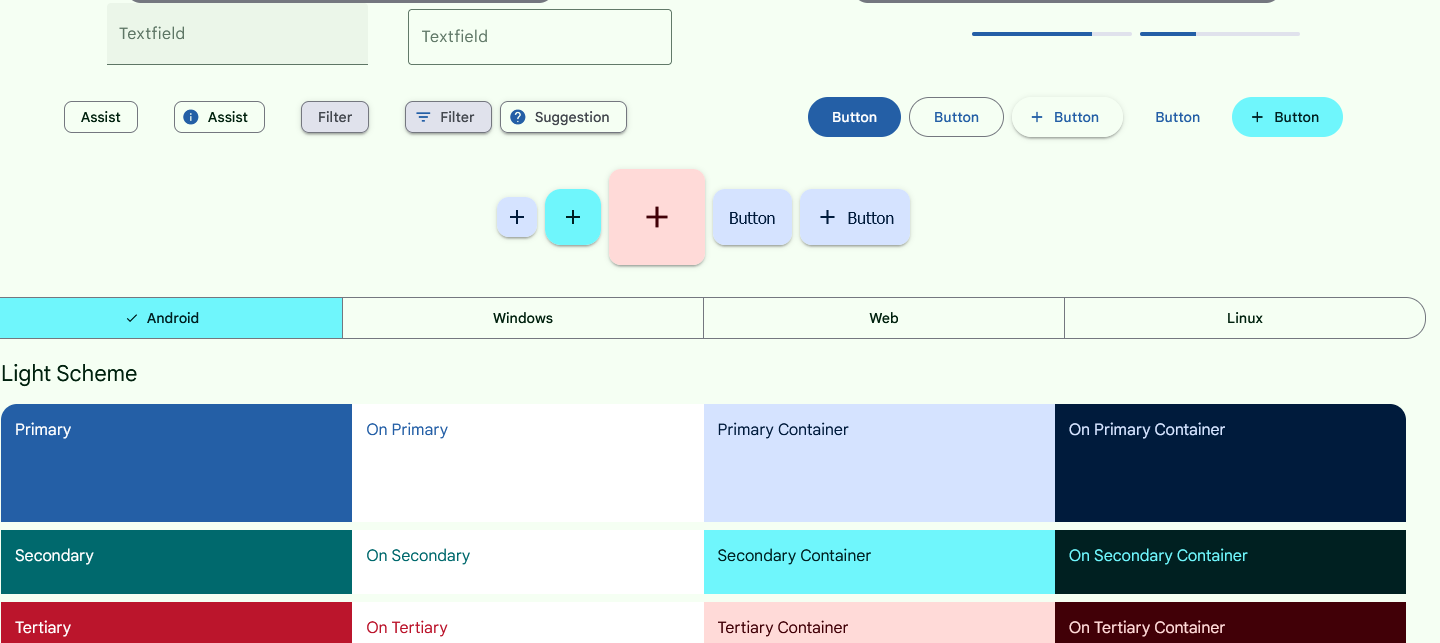 Textfield
Textfield
Assist
Assist
Filter
Filter
Suggestion
Button
Button
Button
Button
Button
Button
Button
Android
Windows
Web
Linux
Light Scheme
Primary
On Primary
Primary Container
On Primary Container
Secondary
On Secondary
Secondary Container
On Secondary Container
Tertiary
On Tertiary
Tertiary Container
On Tertiary Container